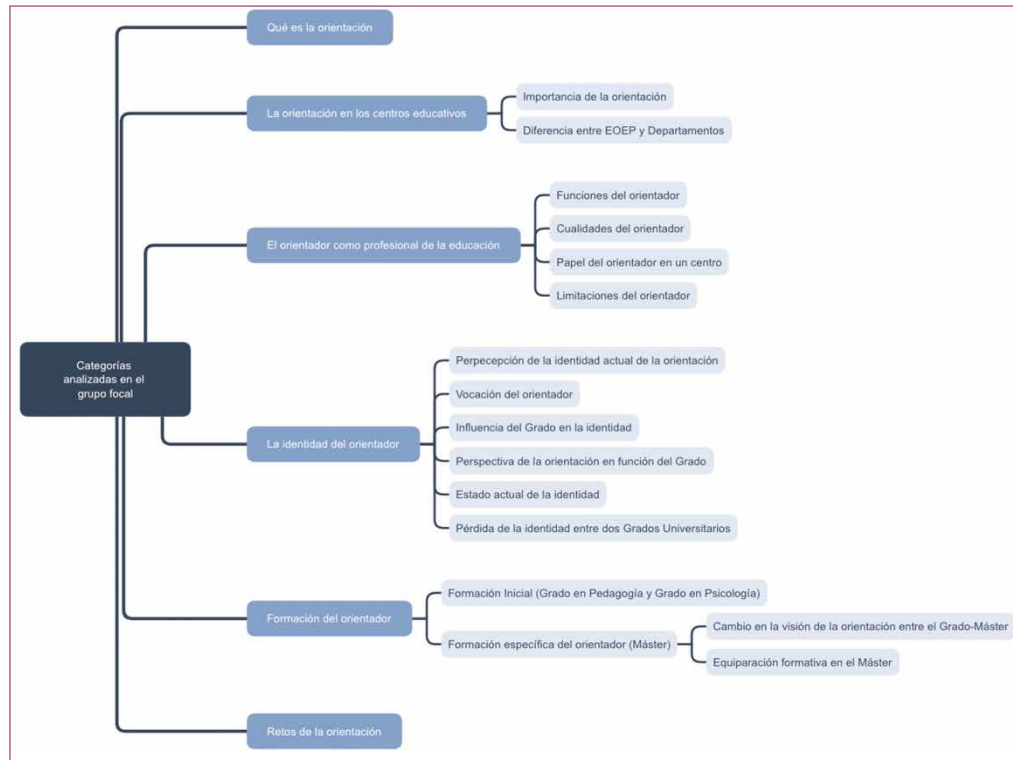 Qué es la orientación
La orientación en los centros educativos
Importancia de la orientación
Diferencia entre EOEP y Departamentos
El orientador como profesional de la educación
Funciones del orientador
Cualidades del orientador
Papel del orientador en un centro
Limitaciones del orientador
Categorías
analizadas en el
grupo focal
La identidad del orientador
Perpecepción de la identidad actual de la orientación
Vocación del orientador
Influencia del Grado en la identidad
Perspectiva de la orientación en función del Grado
Estado actual de la identidad
Pérdida de la identidad entre dos Grados Universitarios
Formación del orientador
Formación Inicial (Grado en Pedagogía y Grado en Psicología)
Formación específica del orientador (Máster)
Cambio en la visión de la orientación entre el Grado-Máster
Equiparación formativa en el Máster
Retos de la orientación